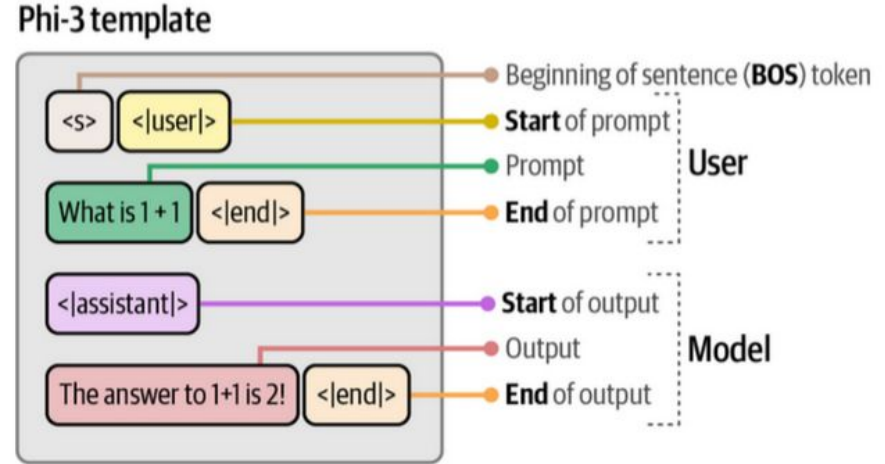 Phi-3 template
Beginning of sentence (BOS) token
<s> <|user|> Start of prompt
Prompt
User
What is 1 + 1 <|end|> End of prompt
<|assistant|> Start of output
Output
Model
The answer to 1+1 is 2! <|end|> End of output